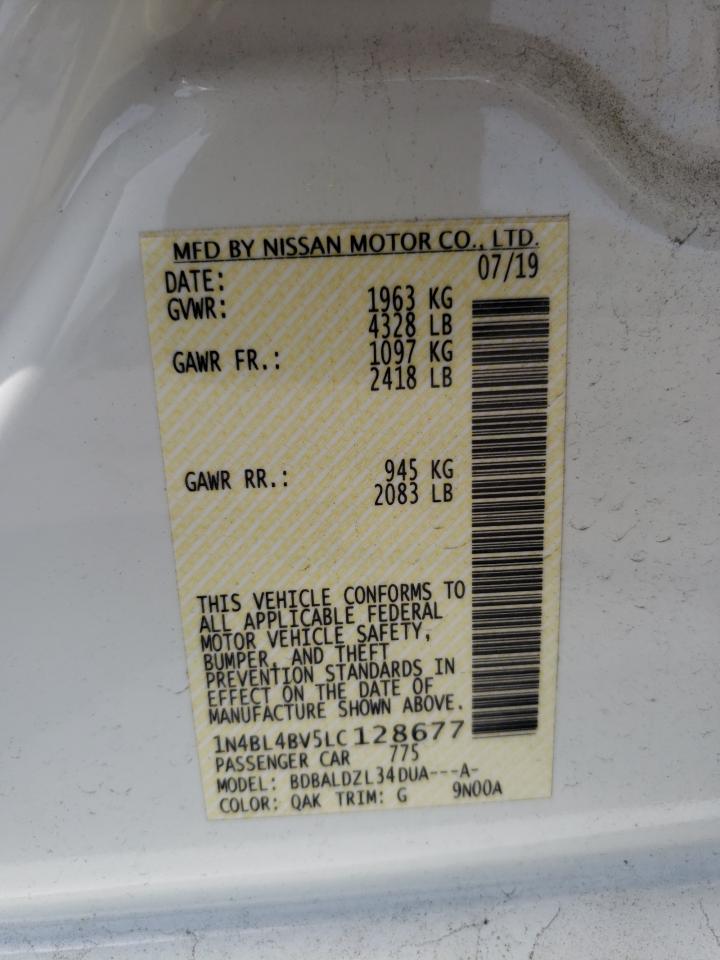 MFD BY NISSAN MOTOR CO., LTD.
DATE: 07/19
GVWR: 1963 KG
4328 LB
GAWR FR.: 1097 KG
2418 LB
GAWR RR.: 945 KG
2083 LB
THIS VEHICLE CONFORMS TO
ALL APPLICABLE FEDERAL
MOTOR VEHICLE SAFETY,
BUMPER, AND THEFT
PREVENTION STANDARDS IN
EFFECT ON THE DATE OF
MANUFACTURE SHOWN ABOVE.
1N4BL4BV5LC128677
PASSENGER CAR 775
MODEL: BDBALDZL34DUA---A-
COLOR: QAK TRIM: G 9N00A